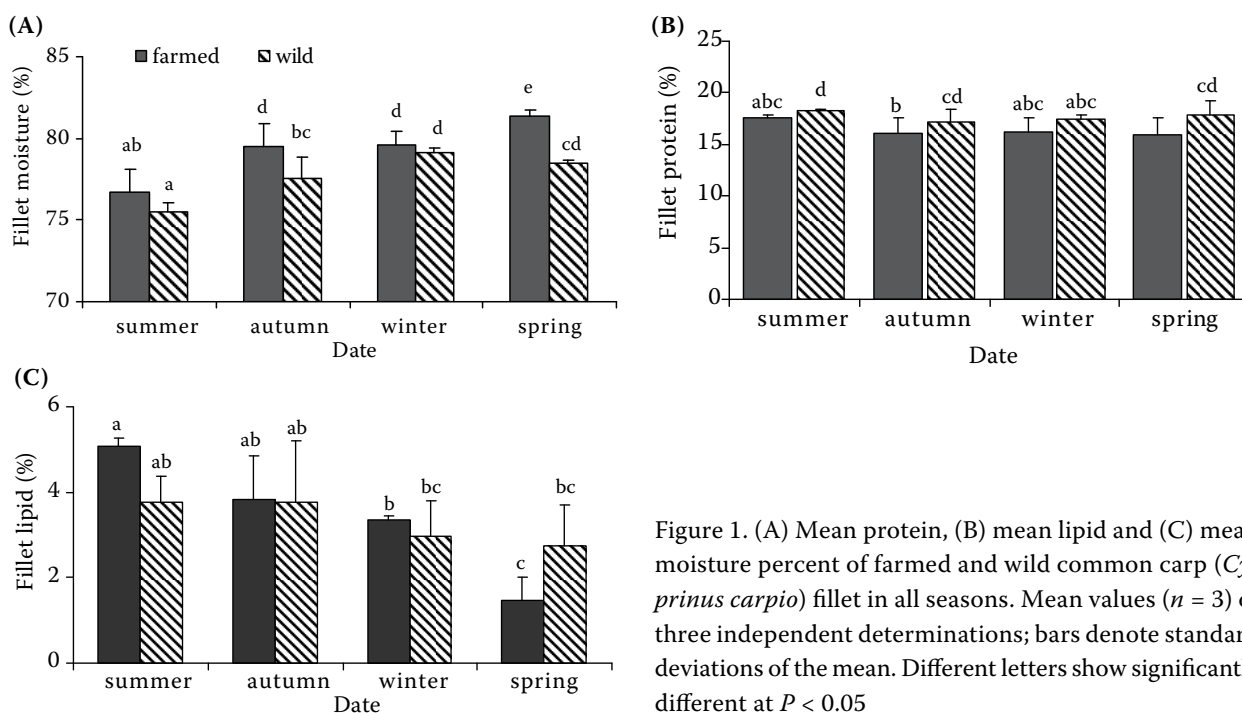 (A)
Fillet moisture (%)
85
80
75
70
farmed wild
ab a d bc d d e cd
summer autumn winter spring
Date
(B)
Fillet protein (%)
25
20
15
10
5
0
abc d b cd abc abc cd
summer autumn winter spring
Date
(C)
Fillet lipid (%)
6
4
2
0
a ab ab ab b bc c bc
summer autumn winter spring
Date
Figure 1. (A) Mean protein, (B) mean lipid and (C) mea
moisture percent of farmed and wild common carp (Cy
prinus carpio) fillet in all seasons. Mean values (n = 3) o
three independent determinations; bars denote standar
deviations of the mean. Different letters show significant
different at P < 0.05